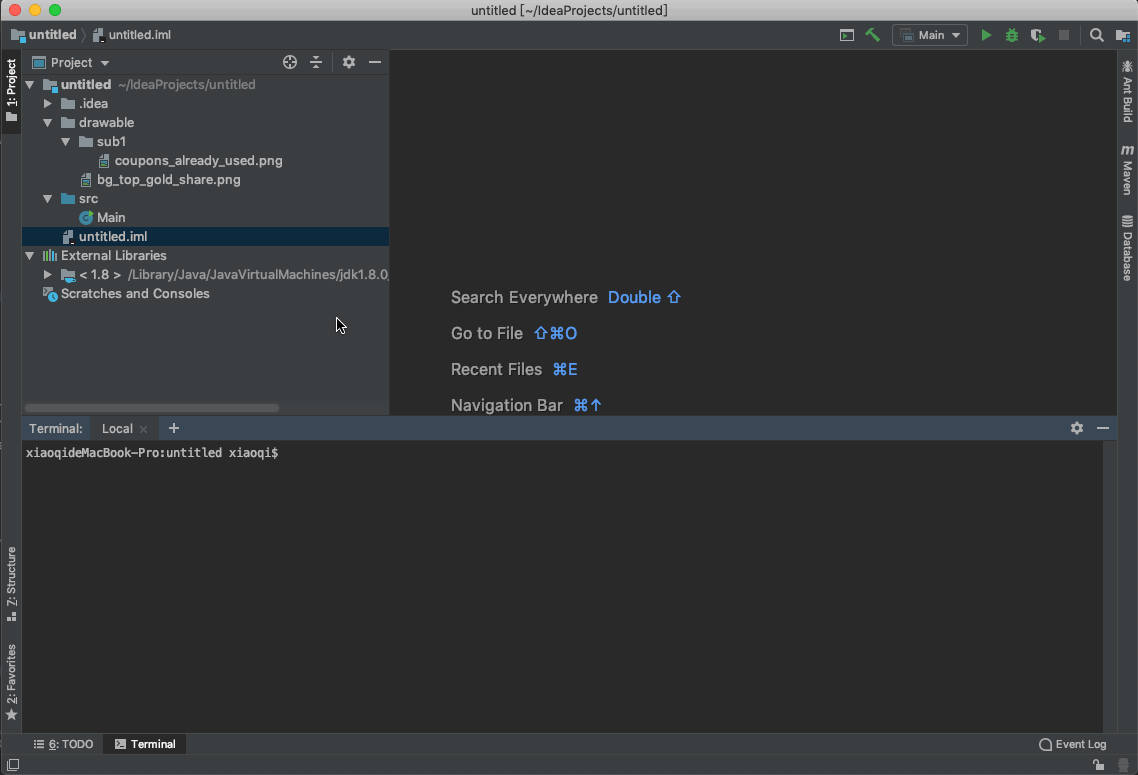 untitled [~/IdeaProjects/untitled]
untitled untitled.iml Main
1: Project
Project
untitled ~/IdeaProjects/untitled
.idea
drawable
sub1
coupons_already_used.png
bg_top_gold_share.png
src
Main
untitled.iml
External Libraries
< 1.8 > /Library/Java/JavaVirtualMachines/jdk1.8.0
Scratches and Consoles
Search Everywhere Double ⇧
Go to File ⇧⌘O
Recent Files ⌘E
Navigation Bar ⌘↑
Ant Build
m Maven
Database
Terminal: Local × +
xiaoqideMacBook-Pro:untitled xiaoqi$
7: Structure
2: Favorites
6: TODO Terminal Event Log